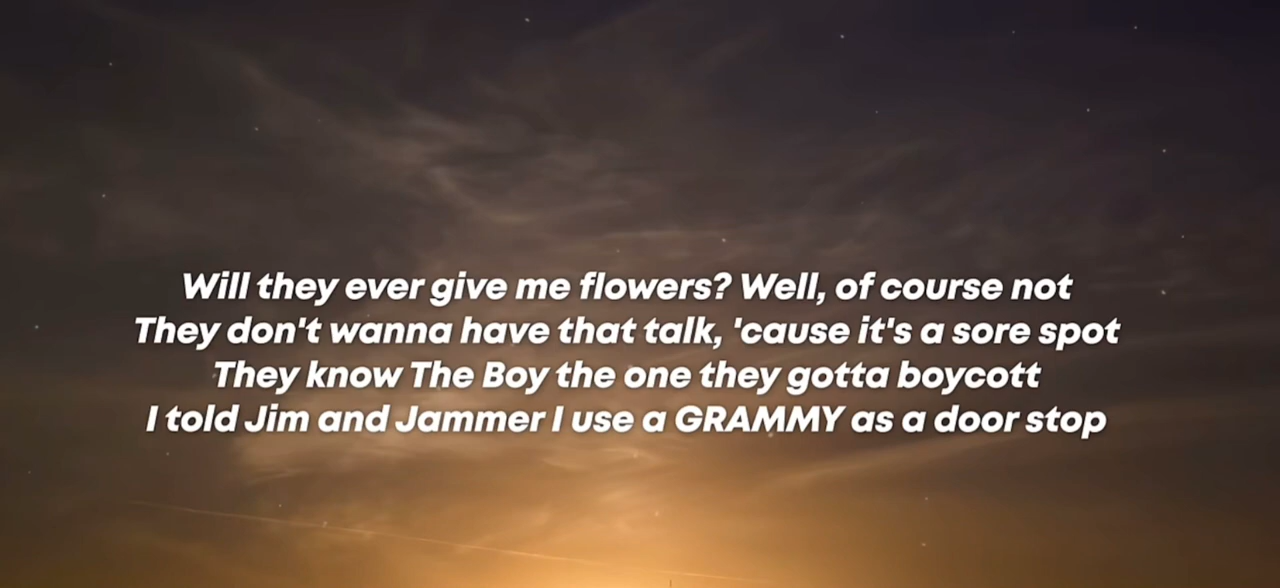 Will they ever give me flowers? Well, of course not
They don't wanna have that talk, 'cause it's a sore spot
They know The Boy the one they gotta boycott
I told Jim and Jammer I use a GRAMMY as a door stop